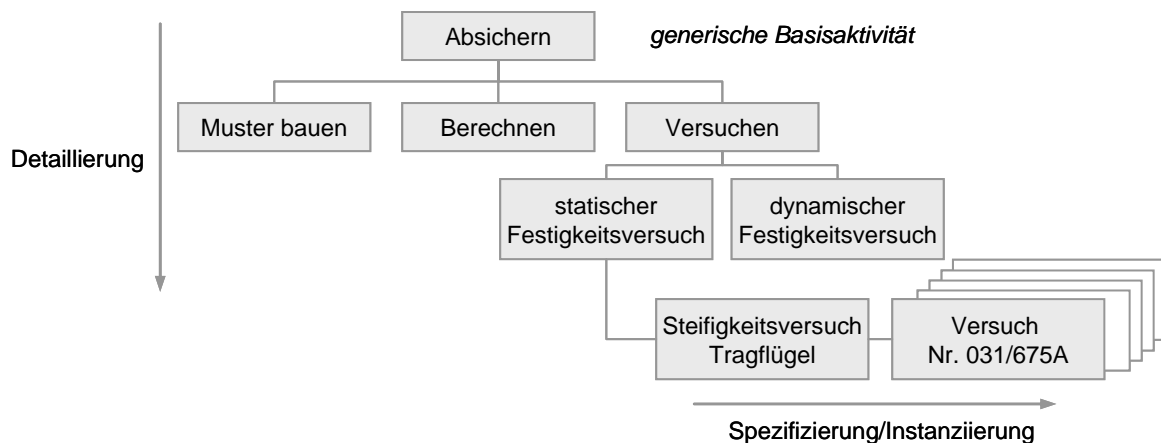 Absichern
generische Basisaktivität
Muster bauen
Berechnen
Versuchen
Detaillierung
statischer
Festigkeitsversuch
dynamischer
Festigkeitsversuch
Steifigkeitsversuch
Tragflügel
Versuch
Nr. 031/675A
Spezifizierung/Instanziierung